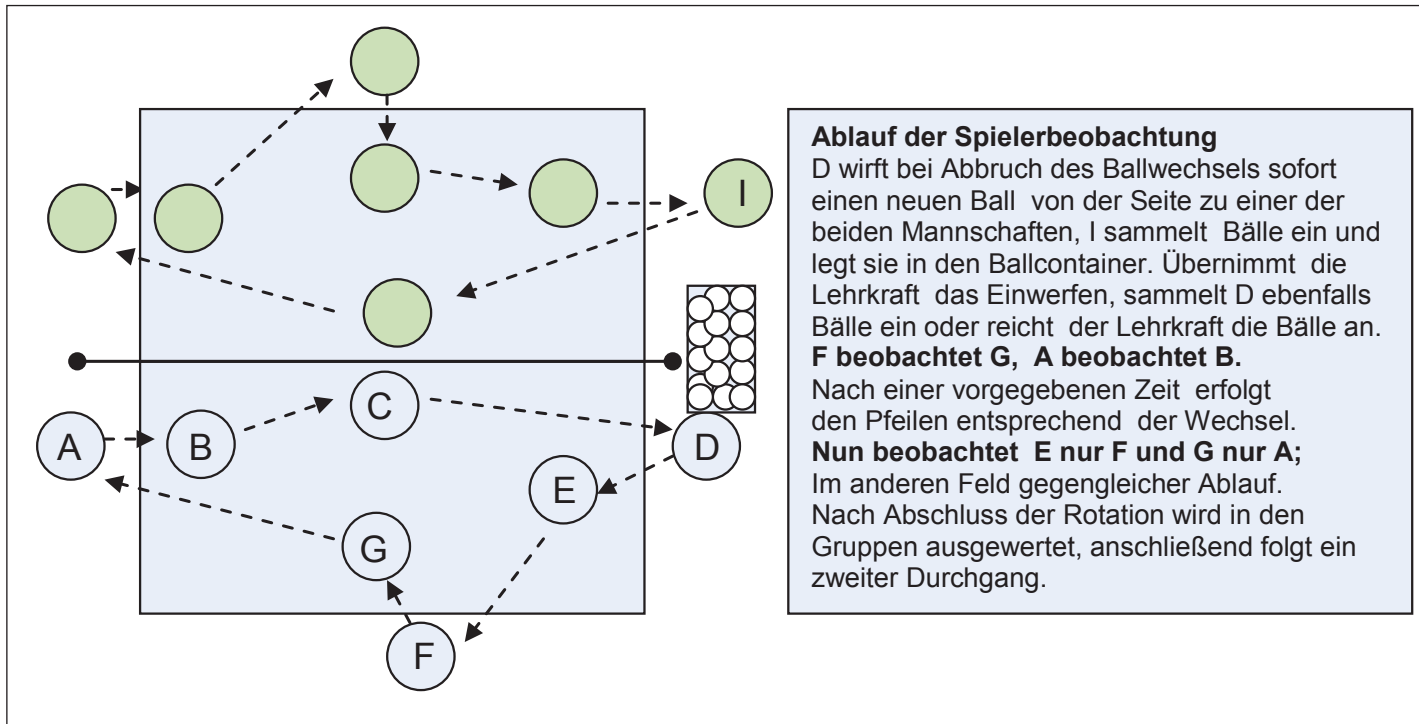 I
C
A
B
D
E
G
F
Ablauf der Spielerbeobachtung
D wirft bei Abbruch des Ballwechsels sofort
einen neuen Ball von der Seite zu einer der
beiden Mannschaften, I sammelt Bälle ein und
legt sie in den Ballcontainer. Übernimmt die
Lehrkraft das Einwerfen, sammelt D ebenfalls
Bälle ein oder reicht der Lehrkraft die Bälle an.
F beobachtet G, A beobachtet B.
Nach einer vorgegebenen Zeit erfolgt
den Pfeilen entsprechend der Wechsel.
Nun beobachtet E nur F und G nur A;
Im anderen Feld gegengleicher Ablauf.
Nach Abschluss der Rotation wird in den
Gruppen ausgewertet, anschließend folgt ein
zweiter Durchgang.